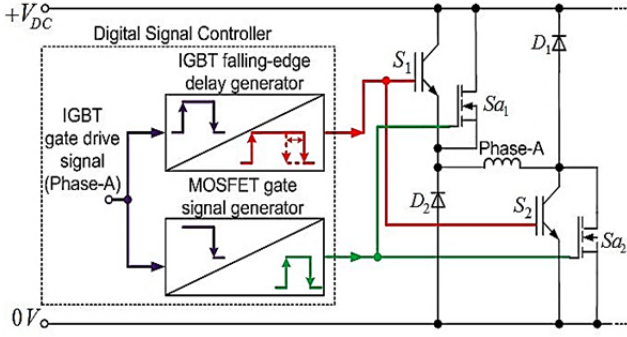 +V_DC
Digital Signal Controller
IGBT falling-edge
delay generator
S_1
D_1
Sa_1
IGBT
gate drive
signal
(Phase-A)
Phase-A
MOSFET gate
signal generator
D_2
S_2
Sa_2
0V